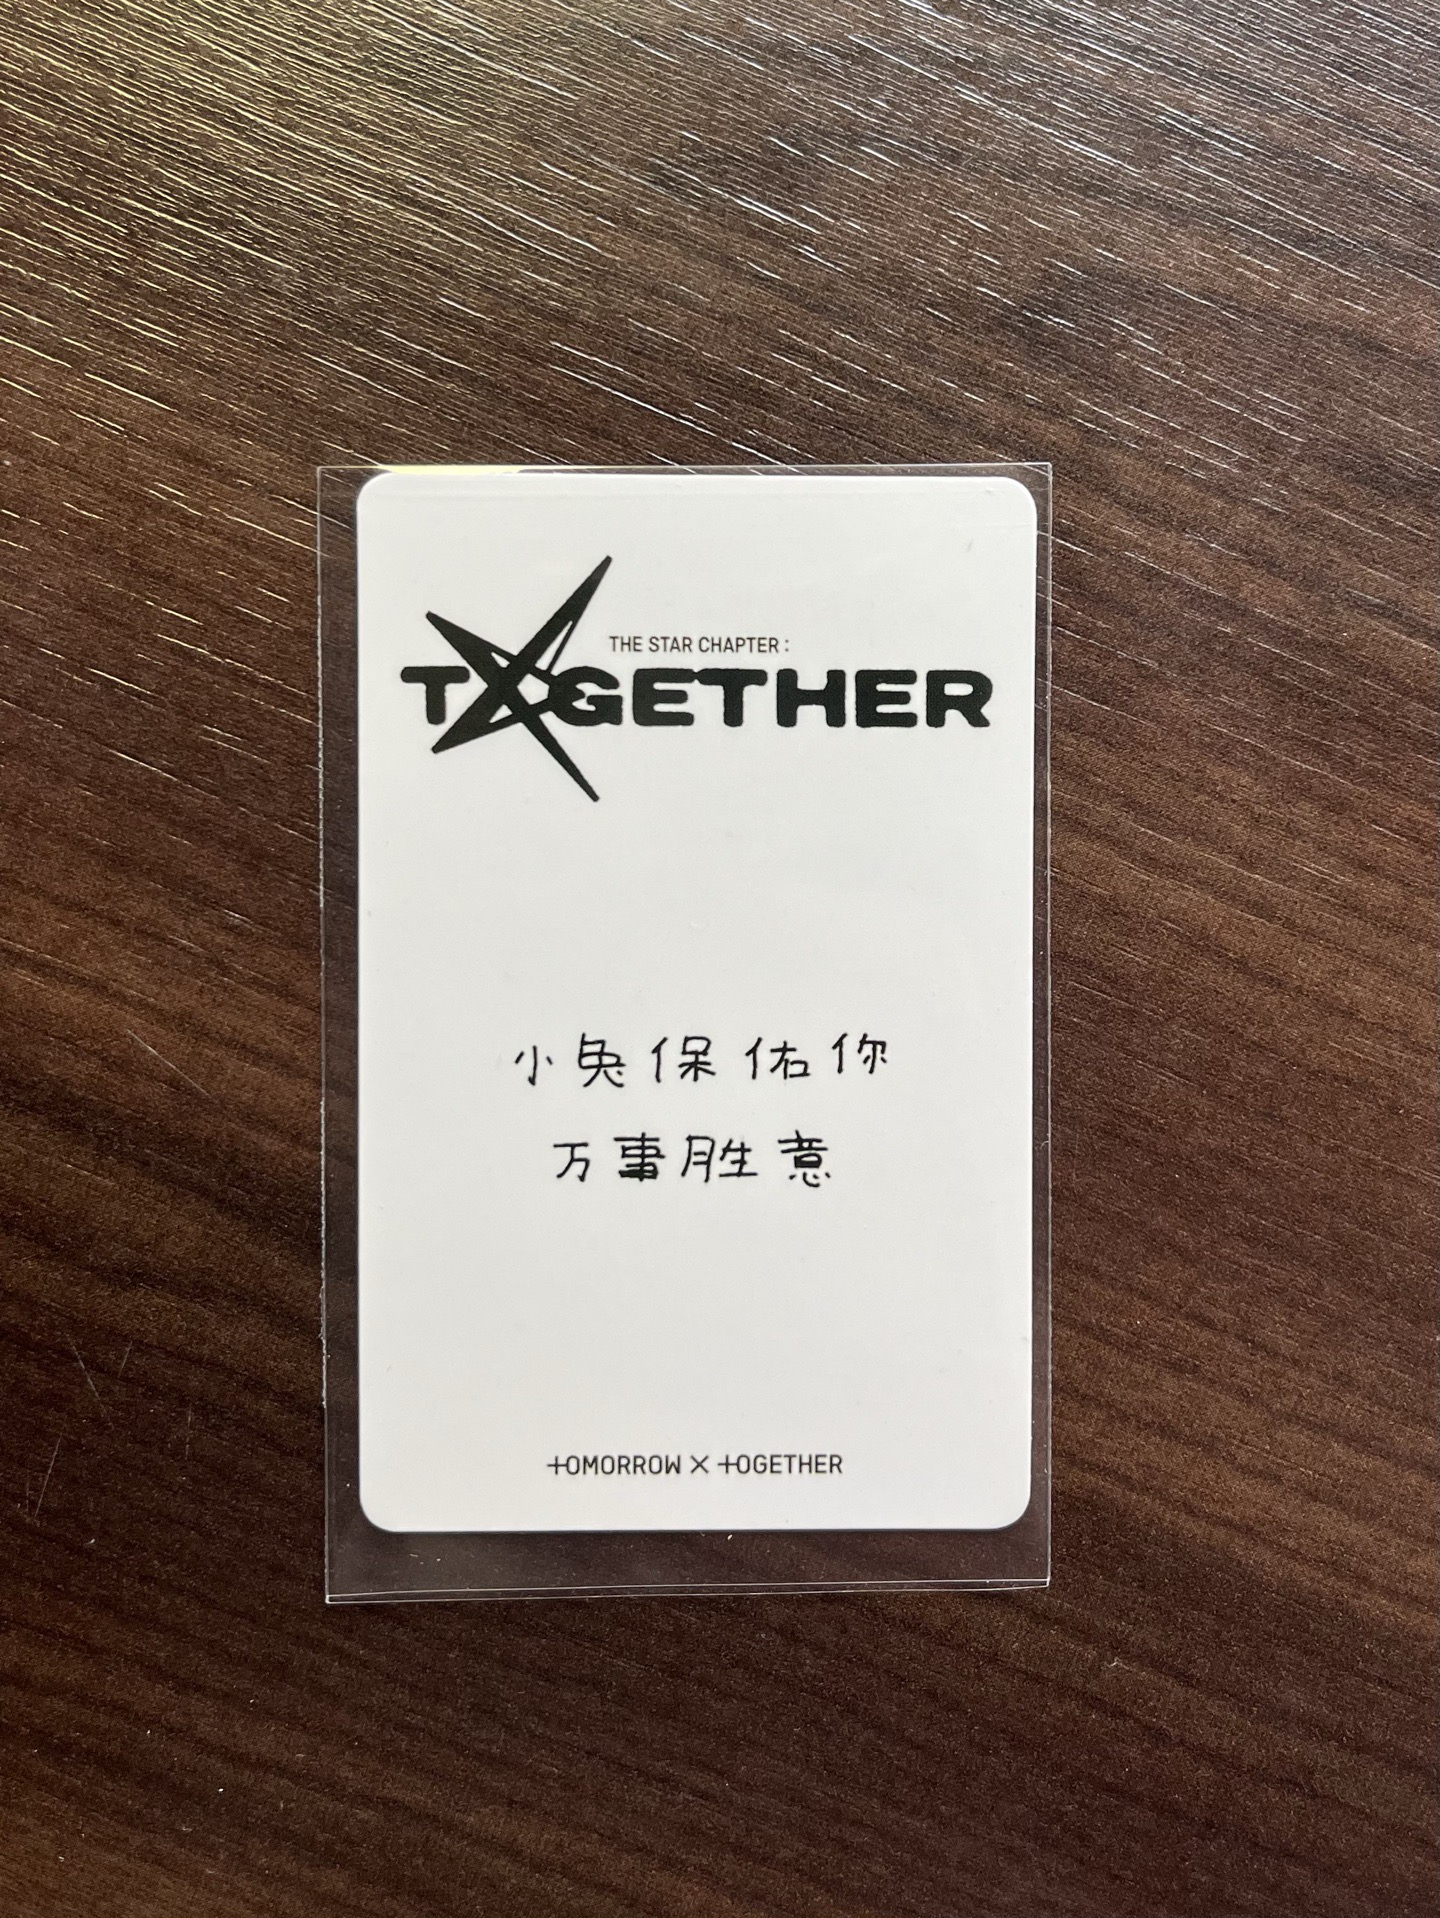 THE STAR CHAPTER :
TOGETHER
小兔保佑你
万事胜意
TOMORROW X TOGETHER